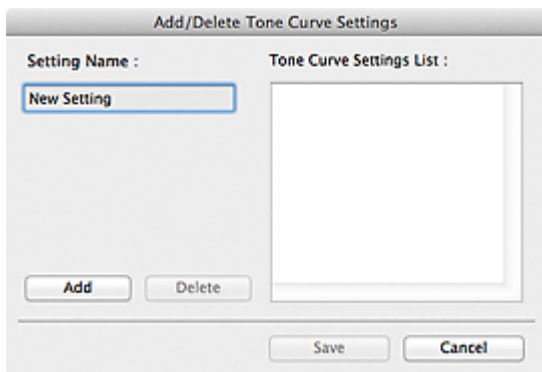 Add/Delete Tone Curve Settings
Setting Name :
Tone Curve Settings List :
New Setting
Add
Delete
Save
Cancel